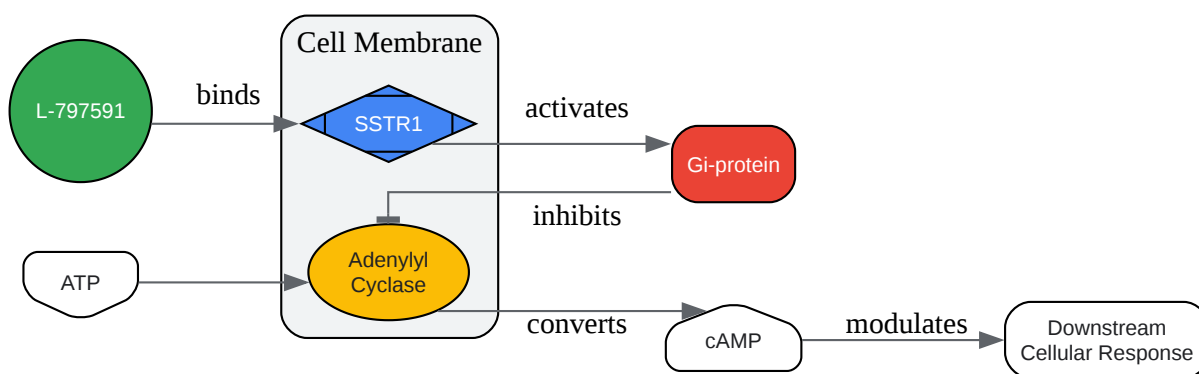 Cell Membrane
L-797591
binds
SSTR1
activates
Gi-protein
inhibits
ATP
Adenylyl
Cyclase
converts
cAMP
modulates
Downstream
Cellular Response